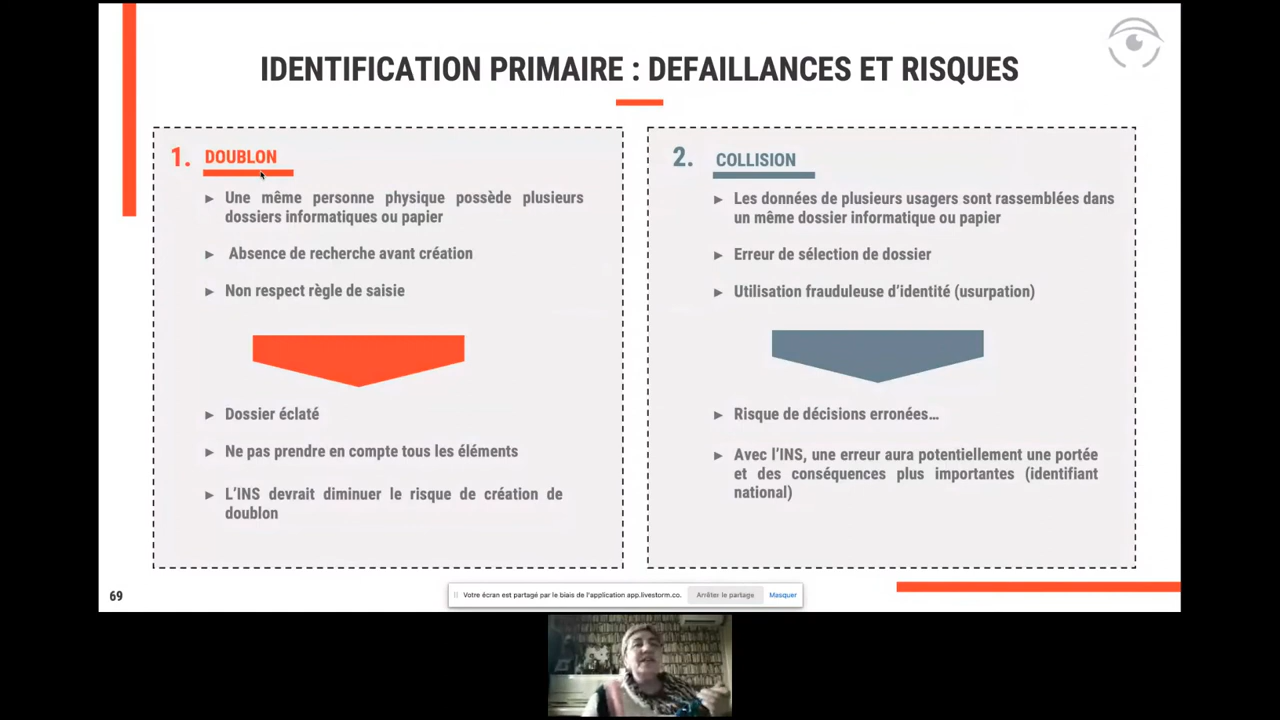 IDENTIFICATION PRIMAIRE : DEFAILLANCES ET RISQUES
1. DOUBLON
► Une même personne physique possède plusieurs
dossiers informatiques ou papier
► Absence de recherche avant création
► Non respect règle de saisie
► Dossier éclaté
► Ne pas prendre en compte tous les éléments
► L'INS devrait diminuer le risque de création de
doublon
2. COLLISION
► Les données de plusieurs usagers sont rassemblées dans
un même dossier informatique ou papier
► Erreur de sélection de dossier
► Utilisation frauduleuse d'identité (usurpation)
► Risque de décisions erronées…
► Avec l'INS, une erreur aura potentiellement une portée
et des conséquences plus importantes (identifiant
national)
69
Votre écran est partagé par le biais de l'application app.livestorm.co. Arrêter le partage Masquer